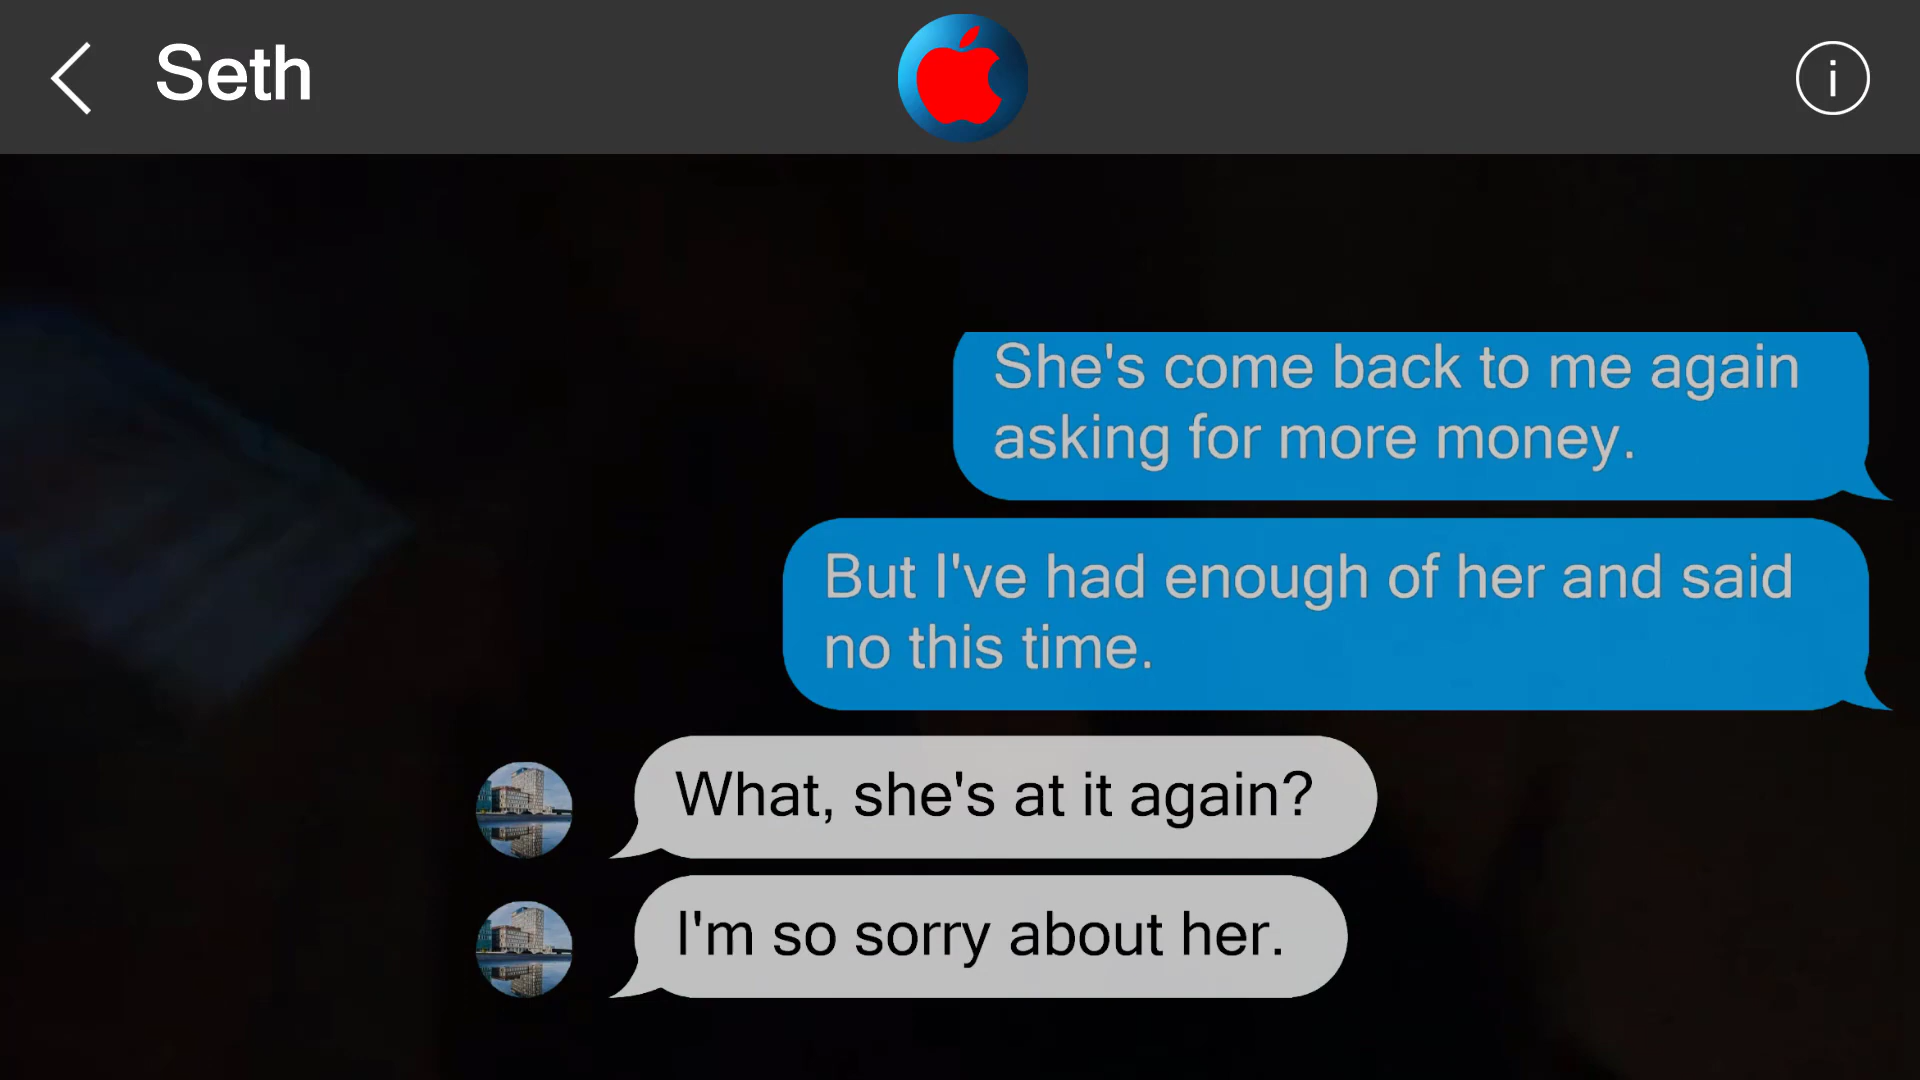 Seth
She's come back to me again
asking for more money.
But I've had enough of her and said
no this time.
What, she's at it again?
I'm so sorry about her.